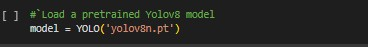 [ ] #`Load a pretrained Yolov8 model
model = YOLO('yolov8n.pt')